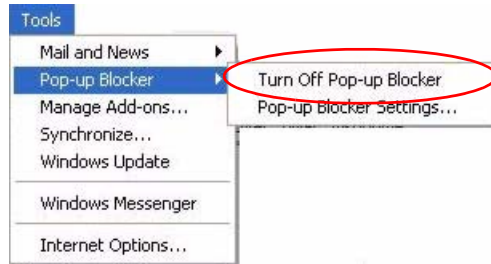 Tools
Mail and News
Pop-up Blocker
Turn Off Pop-up Blocker
Manage Add-ons...
Pop-up Blocker Settings...
Synchronize...
Windows Update
Windows Messenger
Internet Options...